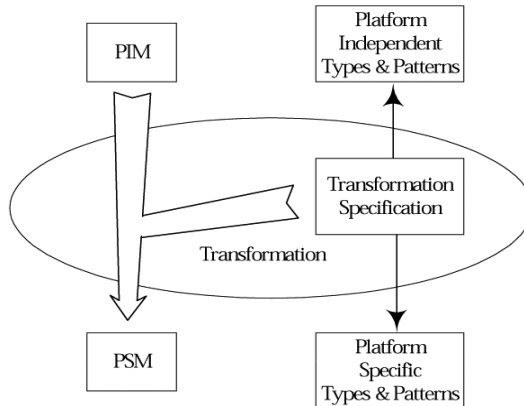 PIM
Platform
Independent
Types & Patterns
Transformation
Specification
Transformation
PSM
Platform
Specific
Types & Patterns